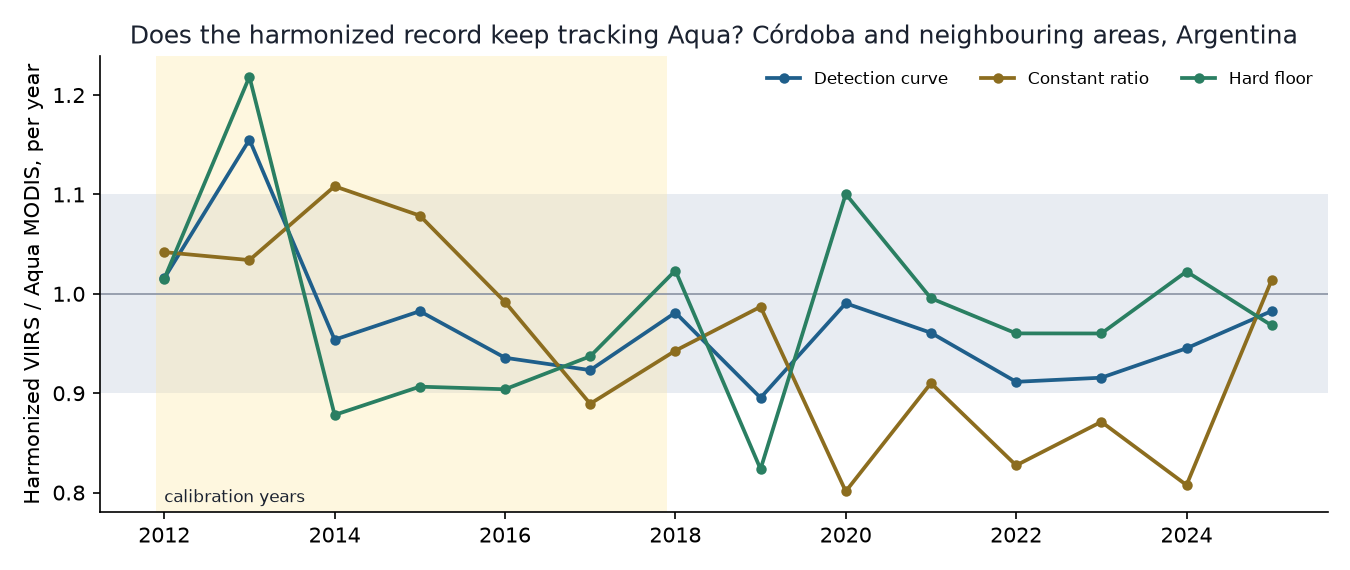 Does the harmonized record keep tracking Aqua? Córdoba and neighbouring areas, Argentina
Harmonized VIIRS / Aqua MODIS, per year
Detection curve
Constant ratio
Hard floor
1.2
1.1
1.0
0.9
0.8
calibration years
2012
2014
2016
2018
2020
2022
2024